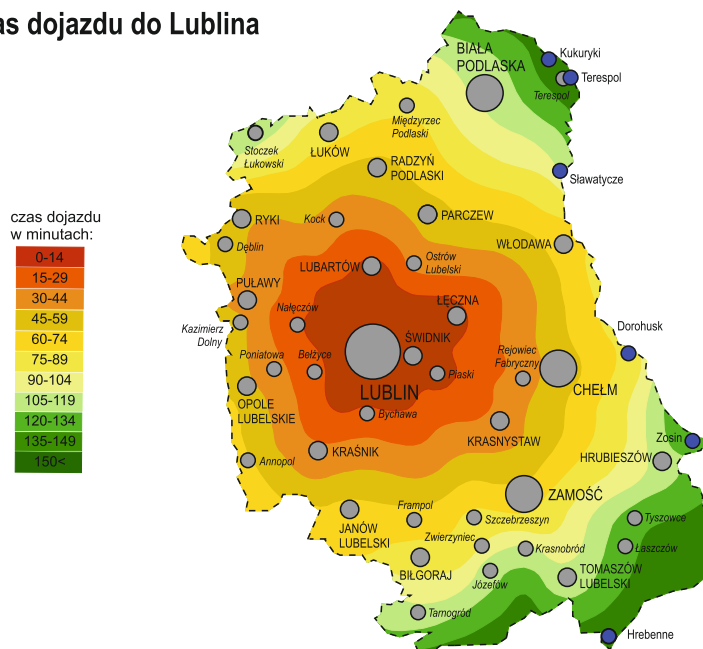 as dojazdu do Lublina
BIAŁA
PODLASKA
Kukuryki
Terespol
Terespol
Międzyrzec
Podlaski
Stoczek
Łukowski
ŁUKÓW
RADZYŃ
PODLASKI
Sławatycze
czas dojazdu
w minutach:
0-14
15-29
30-44
45-59
60-74
75-89
90-104
105-119
120-134
135-149
150<
RYKI
Kock
PARCZEW
Dęblin
WŁODAWA
LUBARTÓW
Ostrów
Lubelski
PUŁAWY
Nałęczów
ŁĘCZNA
Kazimierz
Dolny
ŚWIDNIK
Dorohusk
Poniatowa
Bełżyce
Rejowiec
Fabryczny
Piaski
LUBLIN
CHEŁM
OPOLE
LUBELSKIE
Bychawa
KRASNYSTAW
Zosin
KRAŚNIK
Annopol
HRUBIESZÓW
ZAMOŚĆ
Frampol
Szczebrzeszyn
Tyszowce
JANÓW
LUBELSKI
Zwierzyniec
Krasnobród
Łaszczów
BIŁGORAJ
Józefów
TOMASZÓW
LUBELSKI
Tarnogród
Hrebenne